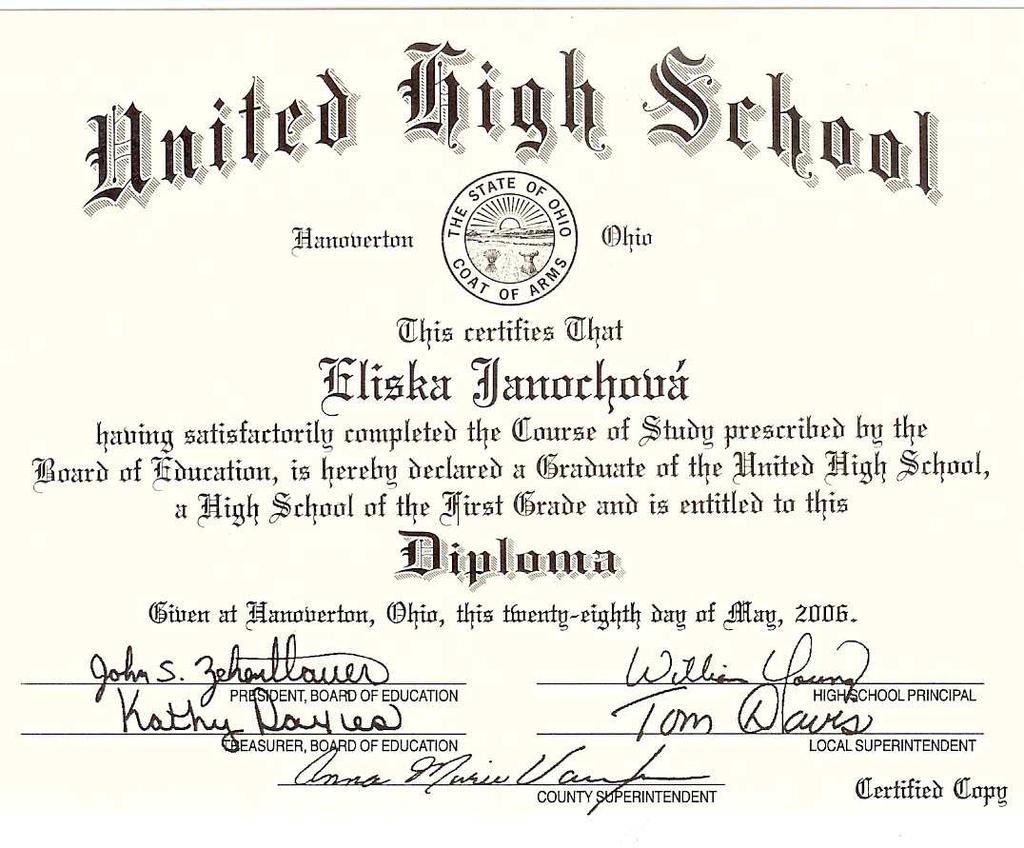 United High School
Hanoverton Ohio
THE STATE OF OHIO
COAT OF ARMS
This certifies That
Eliska Janochová
having satisfactorily completed the Course of Study prescribed by the
Board of Education, is hereby declared a Graduate of the United High School,
a High School of the First Grade and is entitled to this
Diploma
Given at Hanoverton, Ohio, this twenty-eighth day of May, 2006.
John S. William Young
PRESIDENT, BOARD OF EDUCATION HIGH SCHOOL PRINCIPAL
Kathy Davies Tom Davis
TREASURER, BOARD OF EDUCATION LOCAL SUPERINTENDENT
Anna Marie
COUNTY SUPERINTENDENT
Certified Copy